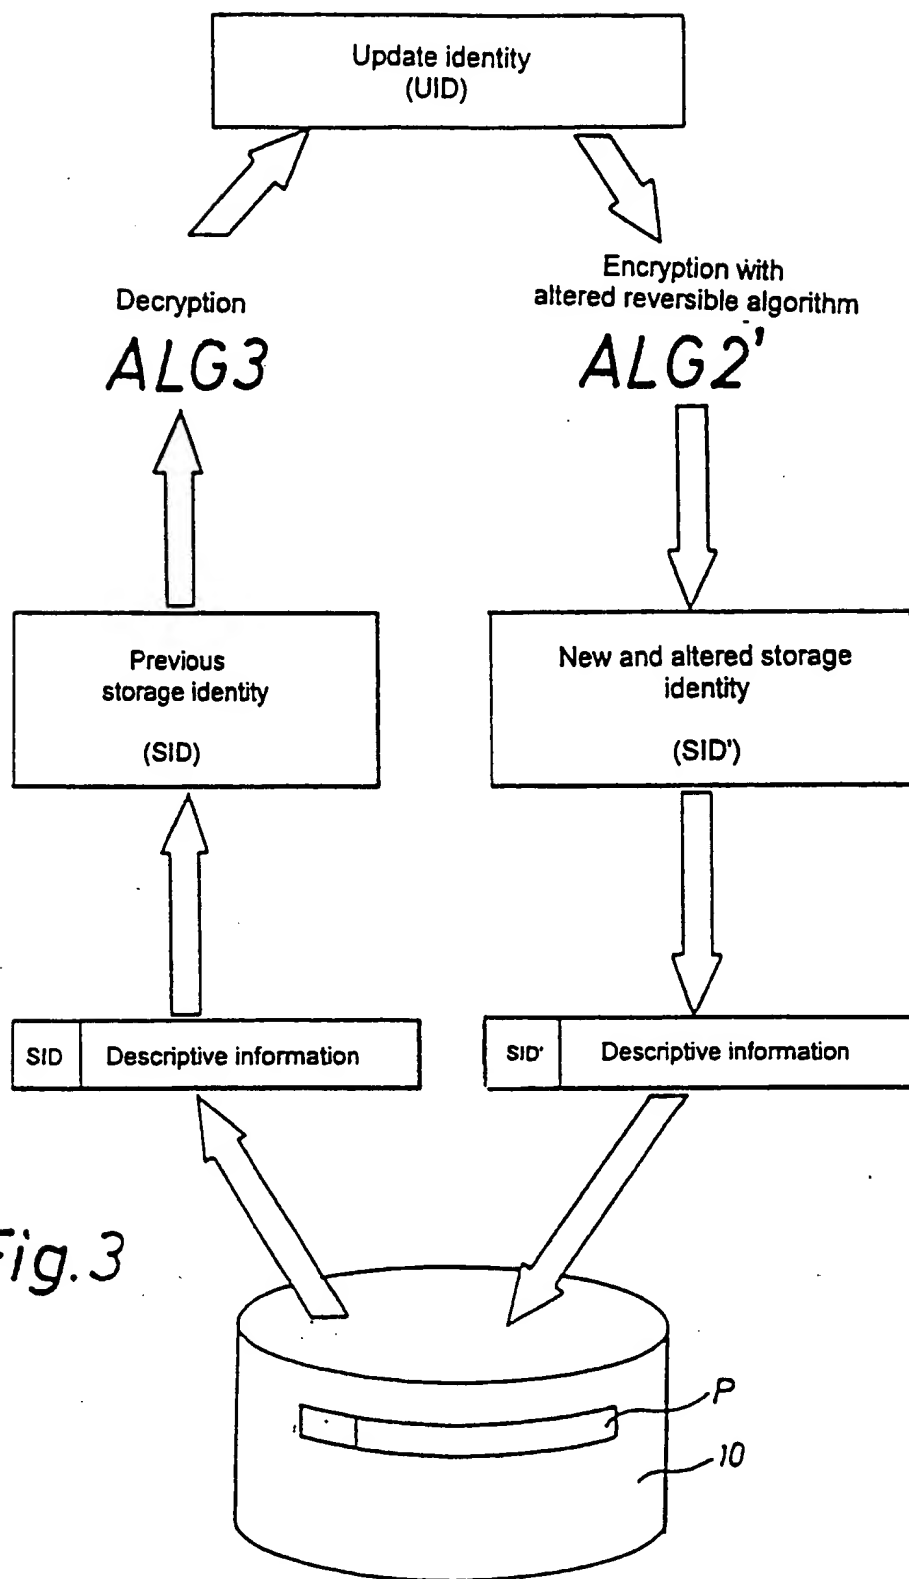 Update identity
(UID)
Decryption
ALG3
Encryption with
altered reversible algorithm
ALG2'
Previous
storage identity
(SID)
New and altered storage
identity
(SID')
SID Descriptive information
SID' Descriptive information
Fig.3
P
10